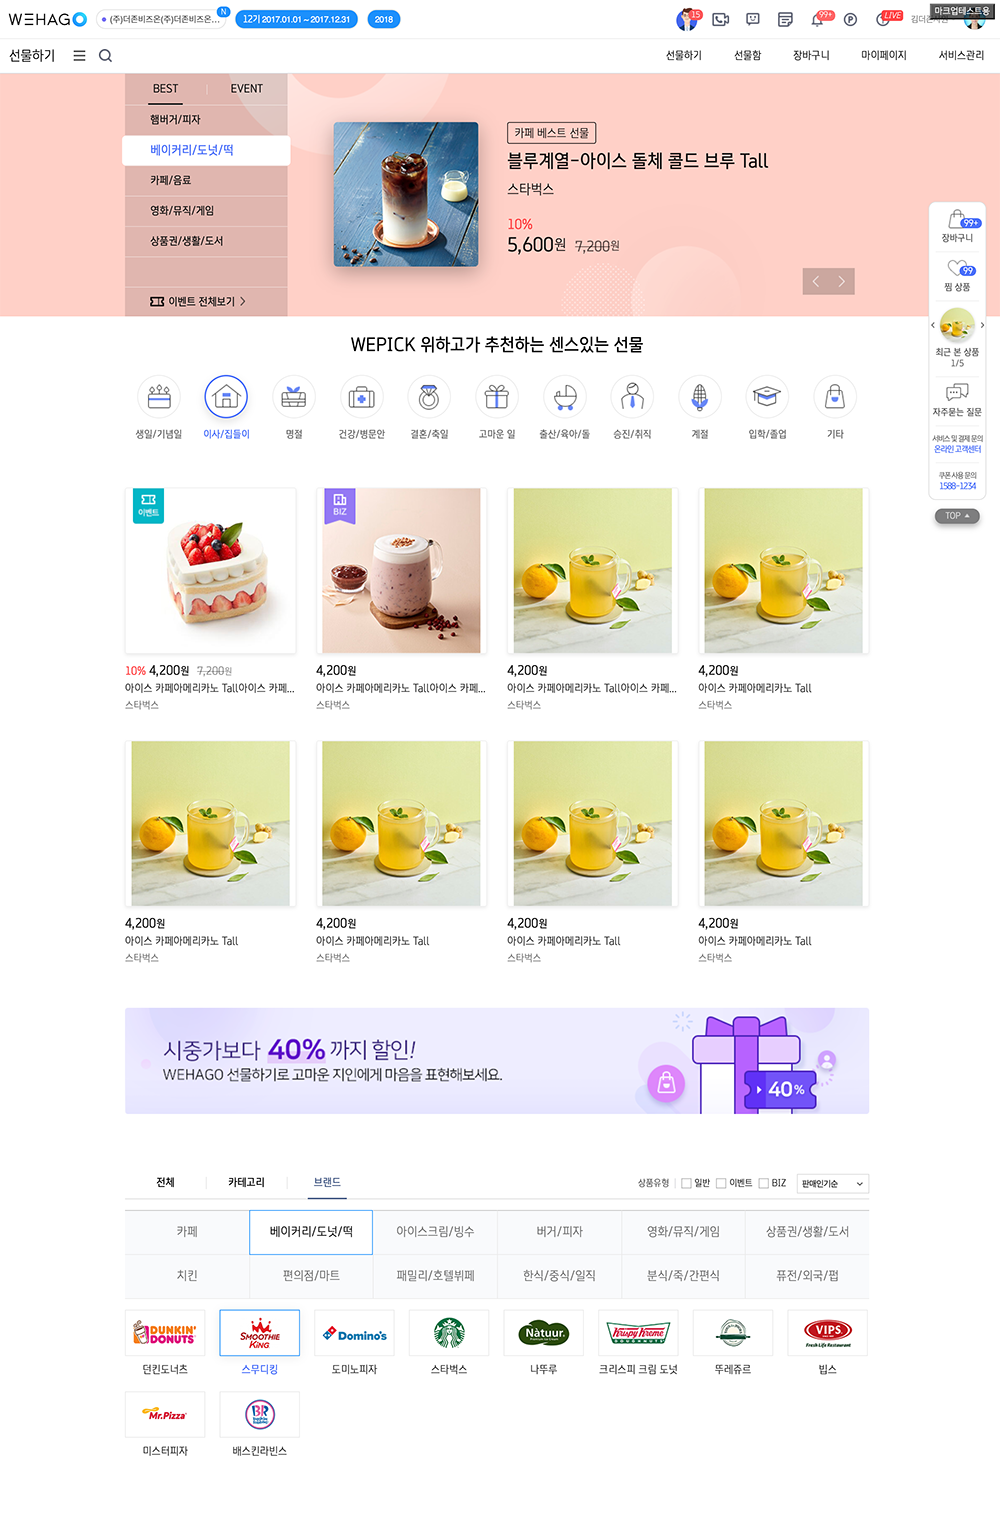 WEHAGO
(주)더존비즈온(주)더존비즈온...
N
12기 2017.01.01 ~ 2017.12.31
2018
15
99+
P
LIVE
마크업테스트용
선물하기
선물하기
선물함
장바구니
마이페이지
서비스관리
BEST
EVENT
햄버거/피자
베이커리/도넛/떡
카페/음료
영화/뮤직/게임
상품권/생활/도서
이벤트 전체보기 >
카페 베스트 선물
블루계열-아이스 돌체 콜드 브루 Tall
스타벅스
10%
5,600원 7,200원
99+
장바구니
99
찜 상품
최근 본 상품
1/5
자주묻는 질문
서비스 및 결제 문의
온라인 고객센터
쿠폰 사용 문의
1588-1234
TOP
WEPICK 위하고가 추천하는 센스있는 선물
생일/기념일
이사/집들이
명절
건강/병문안
결혼/축일
고마운 일
출산/육아/돌
승진/취직
계절
입학/졸업
기타
이벤트
BIZ
10% 4,200원 7,200원
아이스 카페아메리카노 Tall아이스 카페...
스타벅스
4,200원
아이스 카페아메리카노 Tall아이스 카페...
스타벅스
4,200원
아이스 카페아메리카노 Tall아이스 카페...
스타벅스
4,200원
아이스 카페아메리카노 Tall
스타벅스
4,200원
아이스 카페아메리카노 Tall
스타벅스
4,200원
아이스 카페아메리카노 Tall
스타벅스
4,200원
아이스 카페아메리카노 Tall
스타벅스
4,200원
아이스 카페아메리카노 Tall
스타벅스
시중가보다 40% 까지 할인!
WEHAGO 선물하기로 고마운 지인에게 마음을 표현해보세요.
40%
전체
카테고리
브랜드
상품유형
일반
이벤트
BIZ
판매인기순
카페
베이커리/도넛/떡
아이스크림/빙수
버거/피자
영화/뮤직/게임
상품권/생활/도서
치킨
편의점/마트
패밀리/호텔뷔페
한식/중식/일직
분식/죽/간편식
퓨전/외국/펍
DUNKIN' DONUTS
SMOOTHIE KING
Domino's
Natuur.
Krispy Kreme
DOUGHNUTS
VIPS
Fresh Life Restaurant
던킨도너츠
스무디킹
도미노피자
스타벅스
나뚜루
크리스피 크림 도넛
뚜레쥬르
빕스
Mr.Pizza
BR
미스터피자
배스킨라빈스